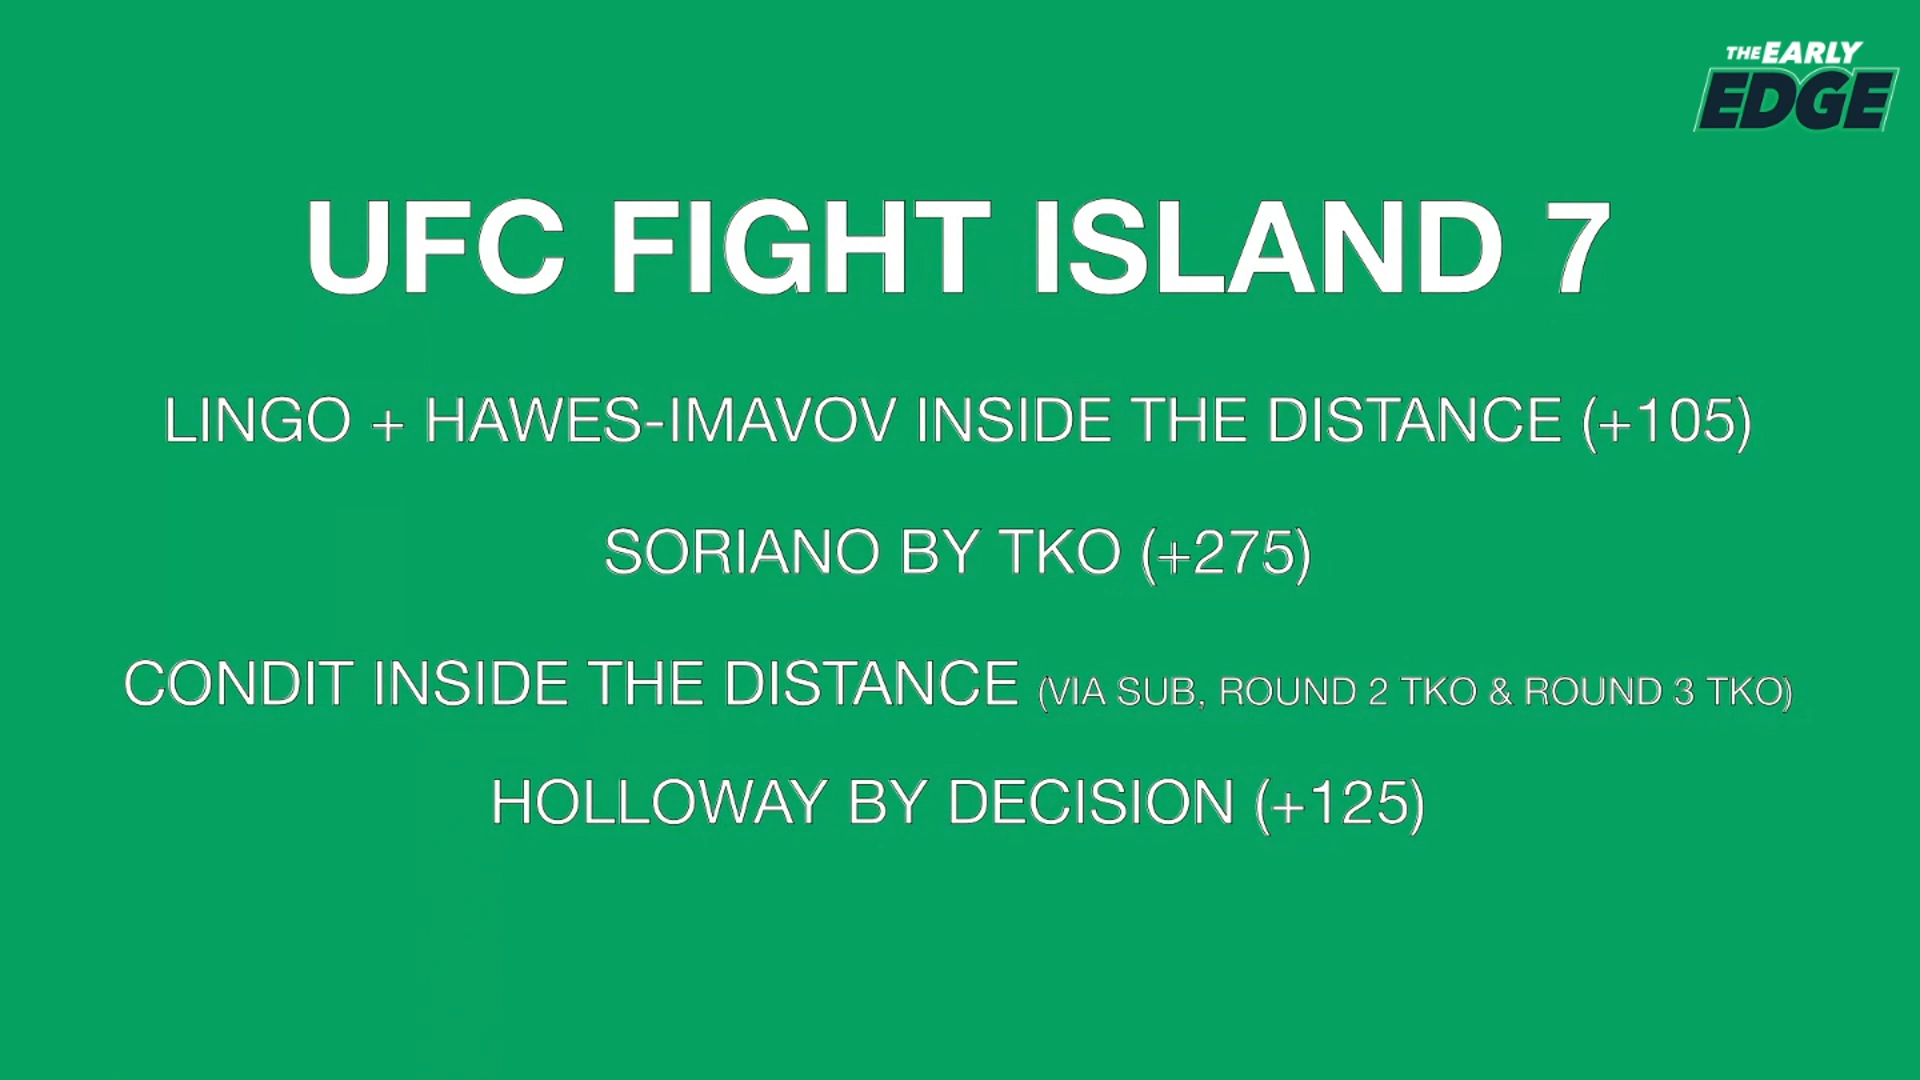 THE EARLY
EDGE
UFC FIGHT ISLAND 7
LINGO + HAWES-IMAVOV INSIDE THE DISTANCE (+105)
SORIANO BY TKO (+275)
CONDIT INSIDE THE DISTANCE (VIA SUB, ROUND 2 TKO & ROUND 3 TKO)
HOLLOWAY BY DECISION (+125)